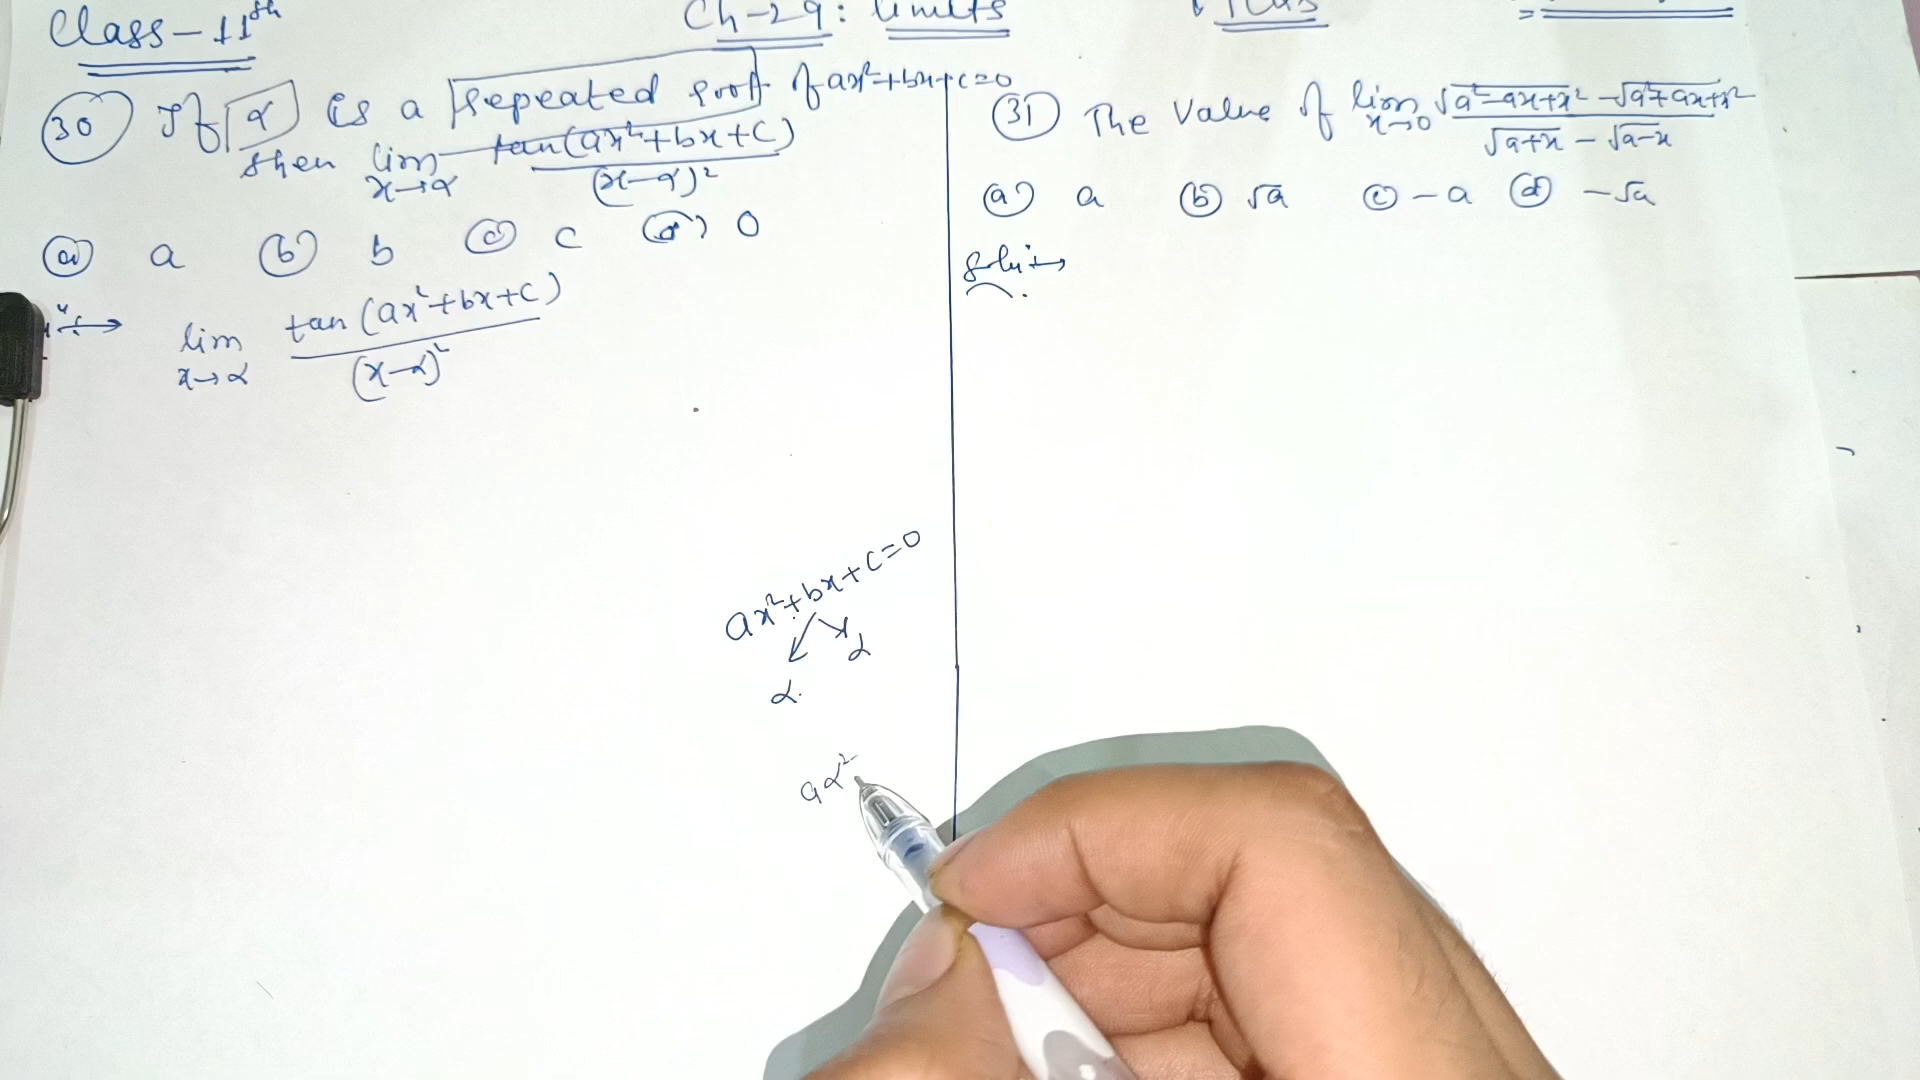 Class-11th
Ch-29: limits
30 If α is a repeated root of ax²+bx+c=0
then lim x→α tan(ax²+bx+c) / (x-α)²
(a) a (b) b (c) c (d) 0
lim x→α tan(ax²+bx+c) / (x-α)²
ax²+bx+c=0
α α
aα²
31 The Value of lim x→0 √a²-ax+x² - √a²+ax+x² / √a+x - √a-x
(a) a (b) √a (c) -a (d) -√a
Solu:→